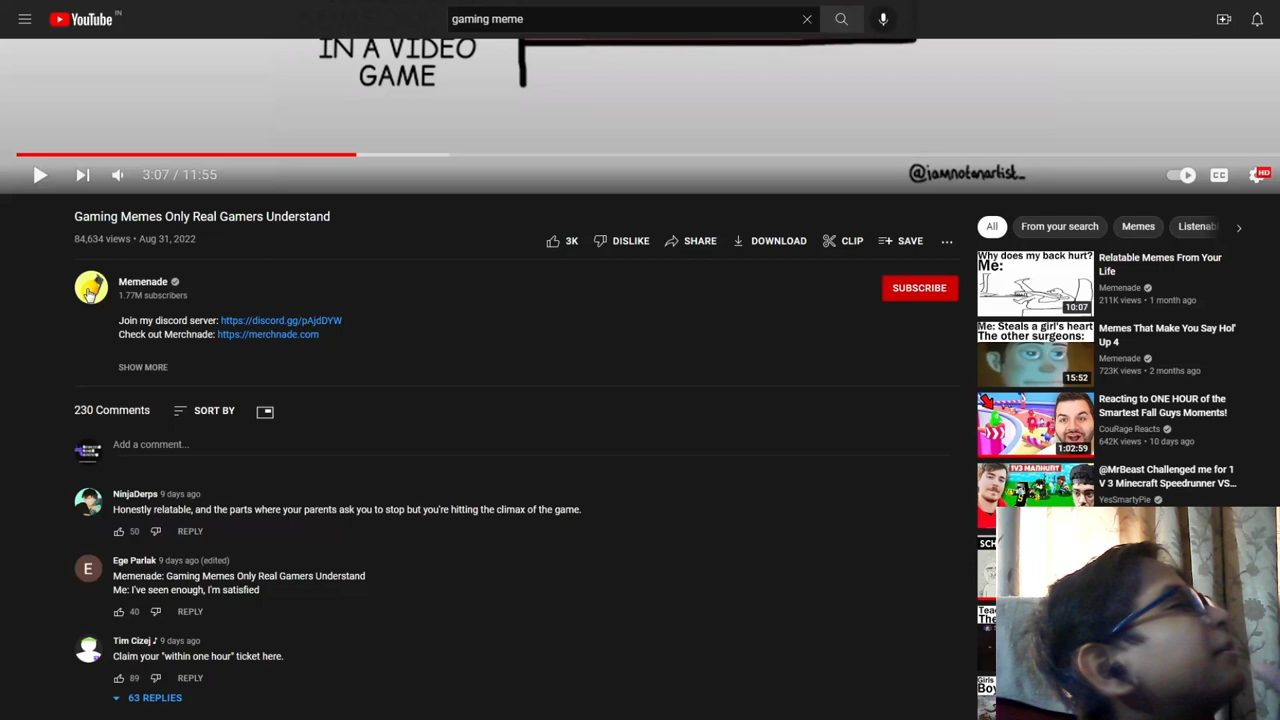 YouTube IN
gaming meme
IN A VIDEO
GAME
3:07 / 11:55
@iamnotanartist_
CC
HD
Gaming Memes Only Real Gamers Understand
84,634 views • Aug 31, 2022
3K
DISLIKE
SHARE
DOWNLOAD
CLIP
SAVE
Memenade
1.77M subscribers
SUBSCRIBE
Join my discord server: https://discord.gg/pAjdDYW
Check out Merchnade: https://merchnade.com
SHOW MORE
230 Comments
SORT BY
Add a comment...
NinjaDerps 9 days ago
Honestly relatable, and the parts where your parents ask you to stop but you're hitting the climax of the game.
50
REPLY
E
Ege Parlak 9 days ago (edited)
Memenade: Gaming Memes Only Real Gamers Understand
Me: I've seen enough, I'm satisfied
40
REPLY
Tim Cizej ♪ 9 days ago
Claim your "within one hour" ticket here.
89
REPLY
63 REPLIES
All
From your search
Memes
Listenab
Why does my back hurt?
Me:
10:07
Relatable Memes From Your
Life
Memenade
211K views • 1 month ago
Me: Steals a girl's heart
The other surgeons:
15:52
Memes That Make You Say Hol'
Up 4
Memenade
723K views • 2 months ago
1:02:59
Reacting to ONE HOUR of the
Smartest Fall Guys Moments!
CouRage Reacts
642K views • 10 days ago
1V3 MANHUNT
@MrBeast Challenged me for 1
V 3 Minecraft Speedrunner VS...
YesSmartyPie
SCH
Tea
The
Girls
Boy